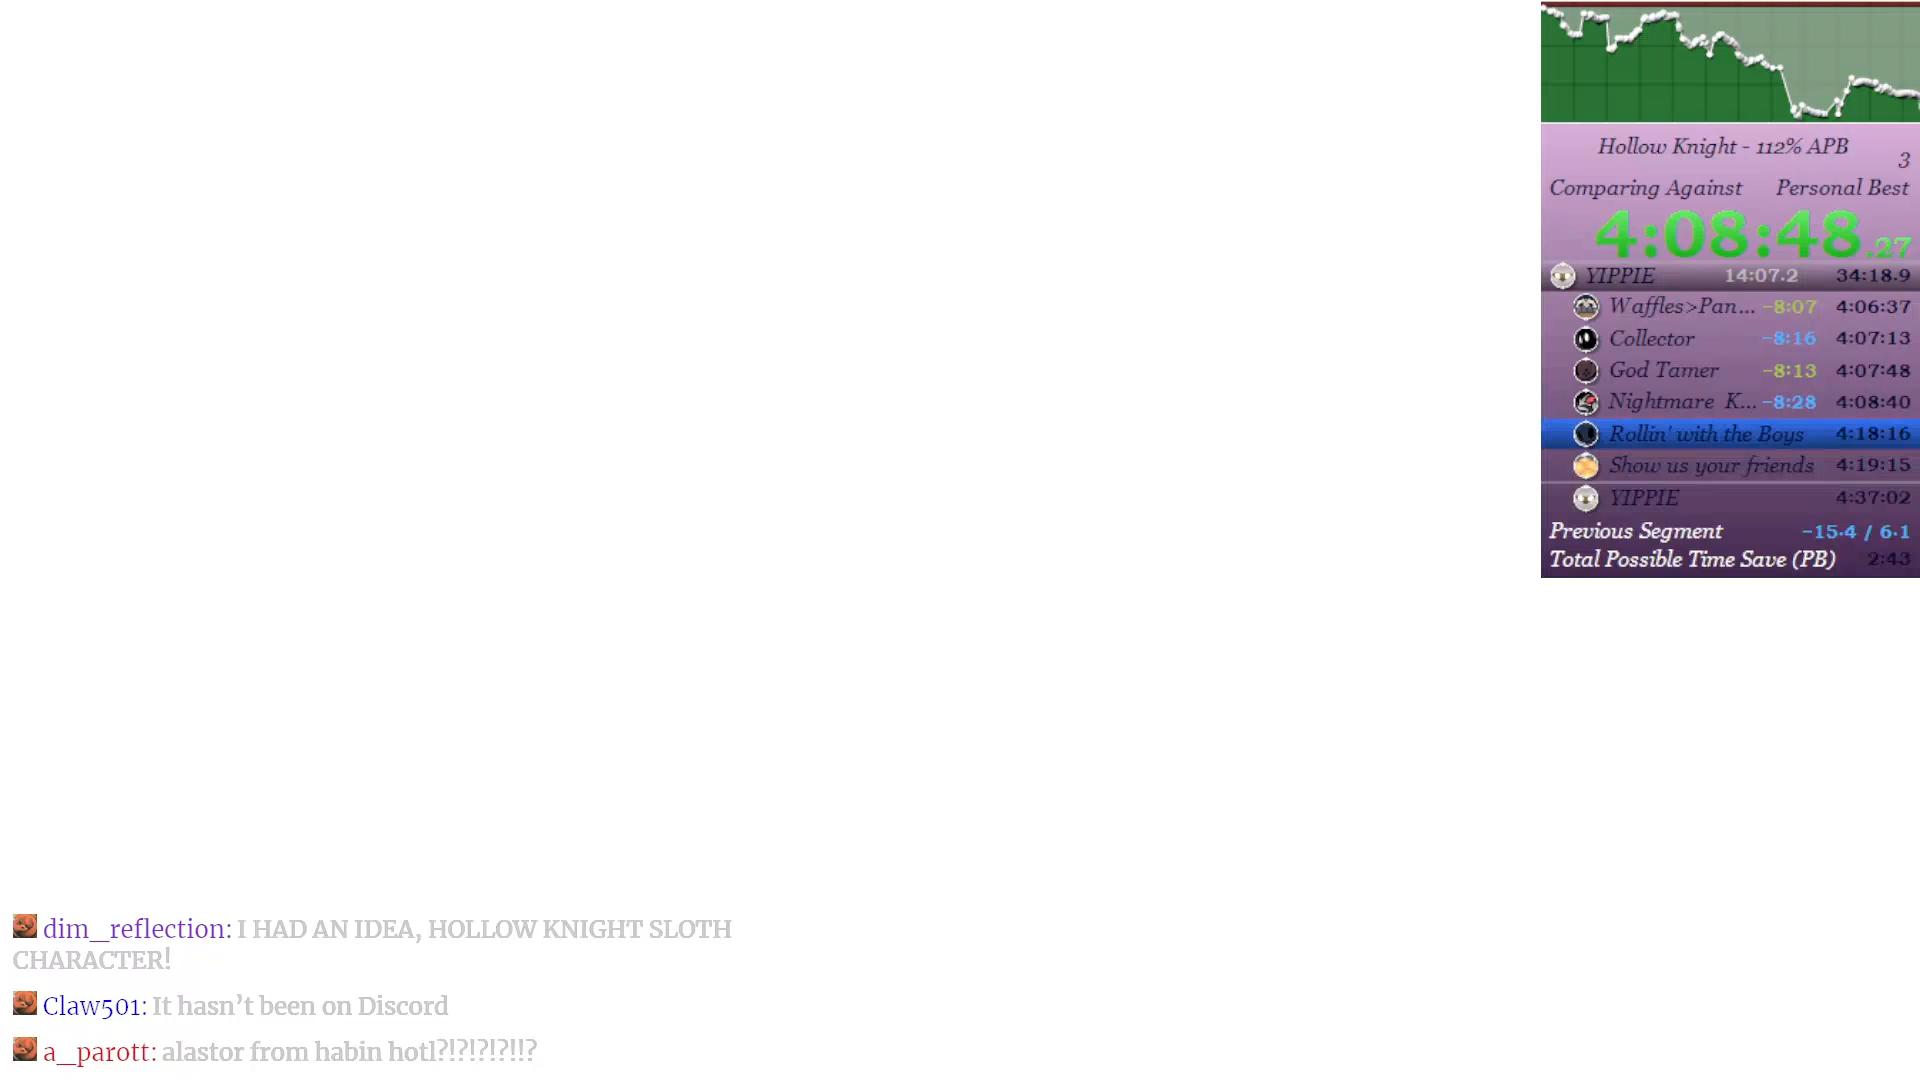 Hollow Knight - 112% APB
3
Comparing Against Personal Best
4:08:48.27
YIPPIE 14:07.2 34:18.9
Waffles>Pan... -8:07 4:06:37
Collector -8:16 4:07:13
God Tamer -8:13 4:07:48
Nightmare K... -8:28 4:08:40
Rollin' with the Boys 4:18:16
Show us your friends 4:19:15
YIPPIE 4:37:02
Previous Segment -15.4 / 6.1
Total Possible Time Save (PB) 2:43
dim_reflection: I HAD AN IDEA, HOLLOW KNIGHT SLOTH
CHARACTER!
Claw501: It hasn't been on Discord
a_parott: alastor from habin hotl?!?!?!?!!?